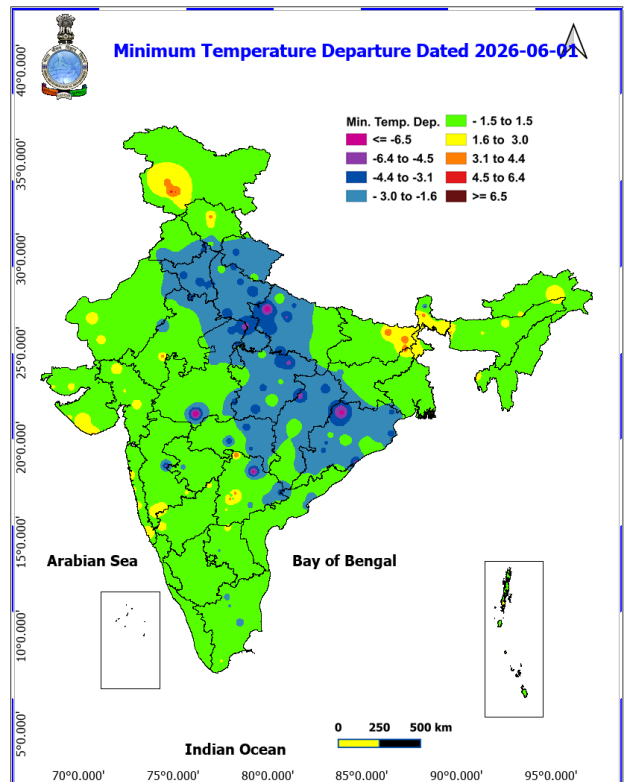 Minimum Temperature Departure Dated 2026-06-01
40°0.000'
35°0.000'
30°0.000'
25°0.000'
20°0.000'
15°0.000'
10°0.000'
5°0.000'
Min. Temp. Dep.
<= -6.5
-6.4 to -4.5
-4.4 to -3.1
- 3.0 to -1.6
- 1.5 to 1.5
1.6 to 3.0
3.1 to 4.4
4.5 to 6.4
>= 6.5
Arabian Sea
Bay of Bengal
0 250 500 km
Indian Ocean
70°0.000' 75°0.000' 80°0.000' 85°0.000' 90°0.000' 95°0.000'